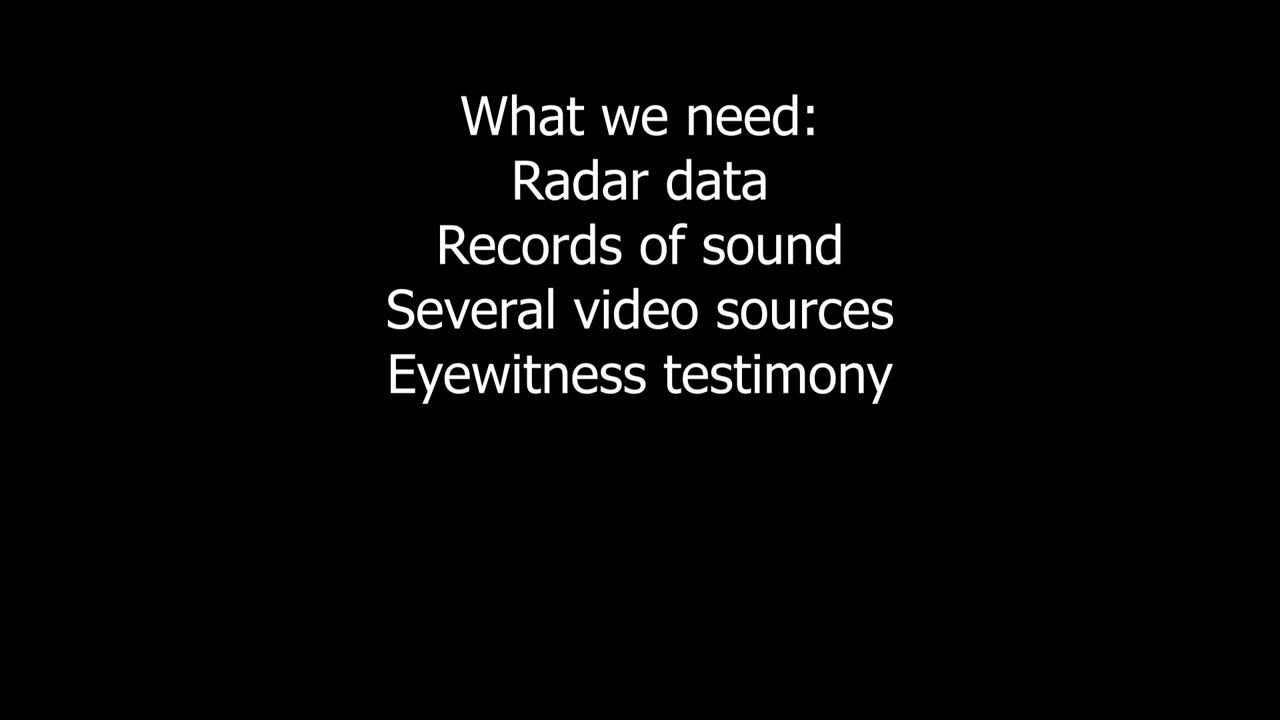 What we need:
Radar data
Records of sound
Several video sources
Eyewitness testimony